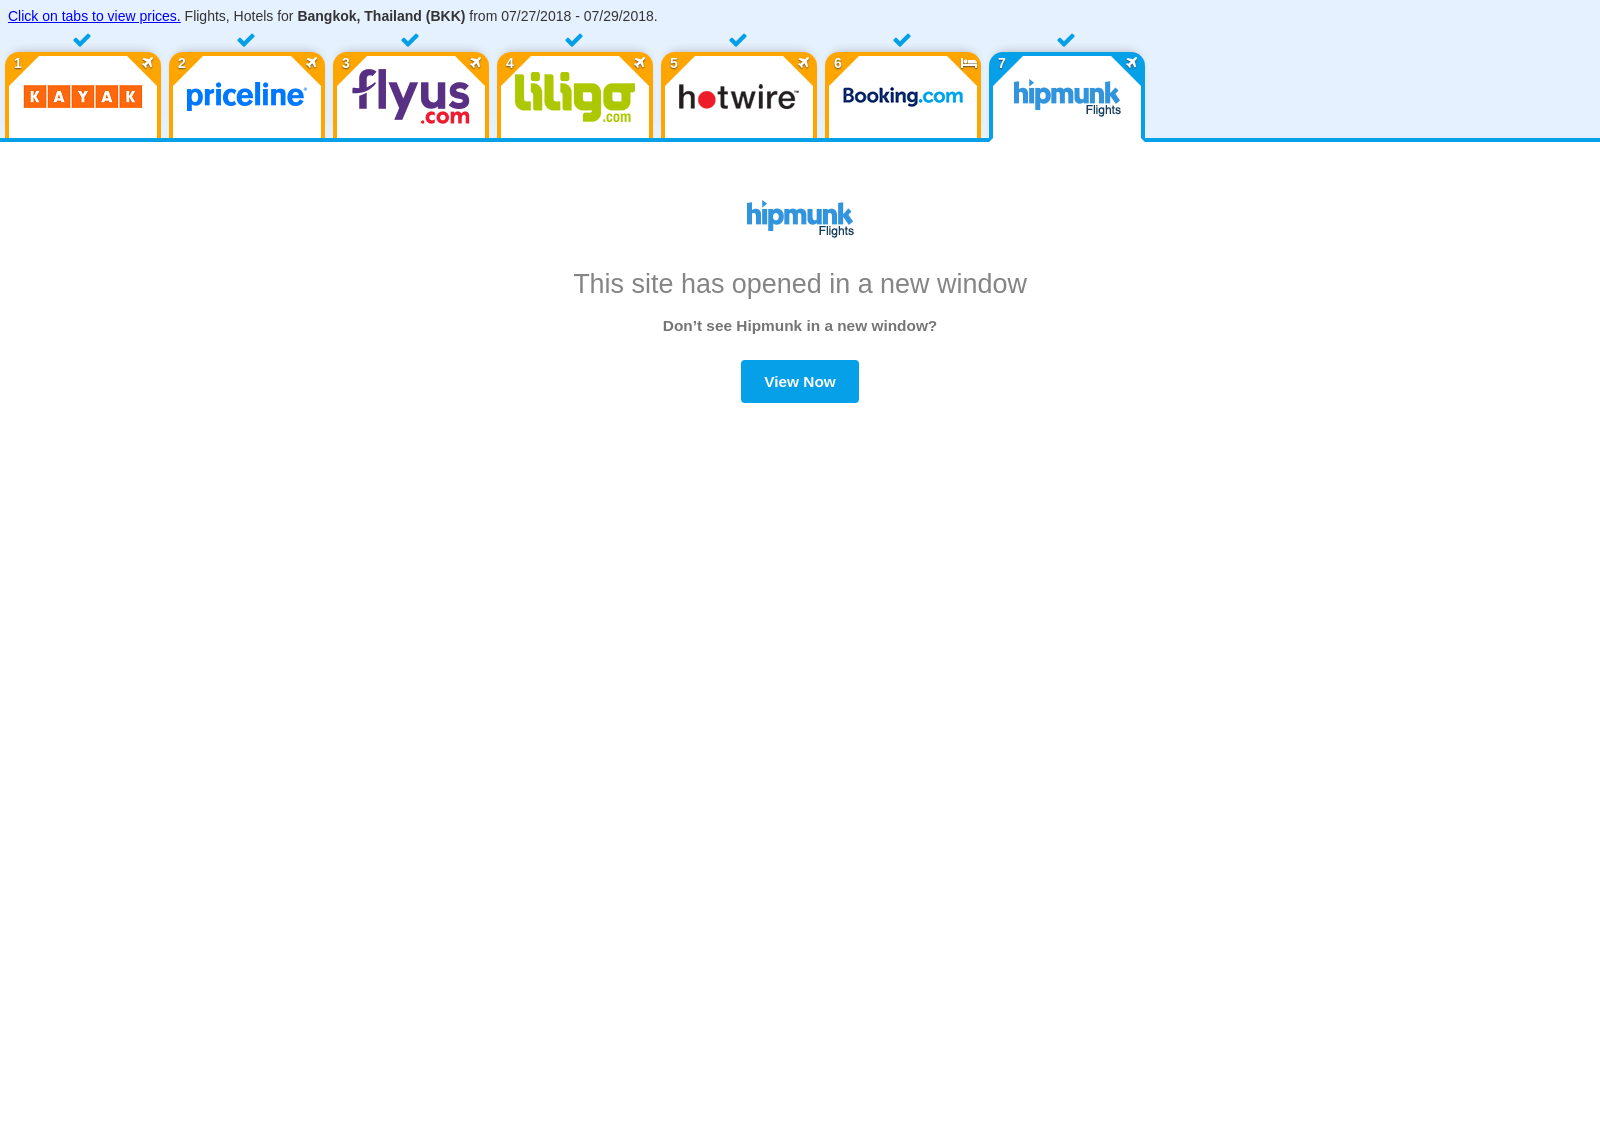 Click on tabs to view prices. Flights, Hotels for Bangkok, Thailand (BKK) from 07/27/2018 - 07/29/2018.
1 KAYAK
2 priceline®
3 flyus.com
4 liligo.com
5 hotwire™
6 Booking.com
7 hipmunk Flights
hipmunk
Flights
This site has opened in a new window
Don’t see Hipmunk in a new window?
View Now